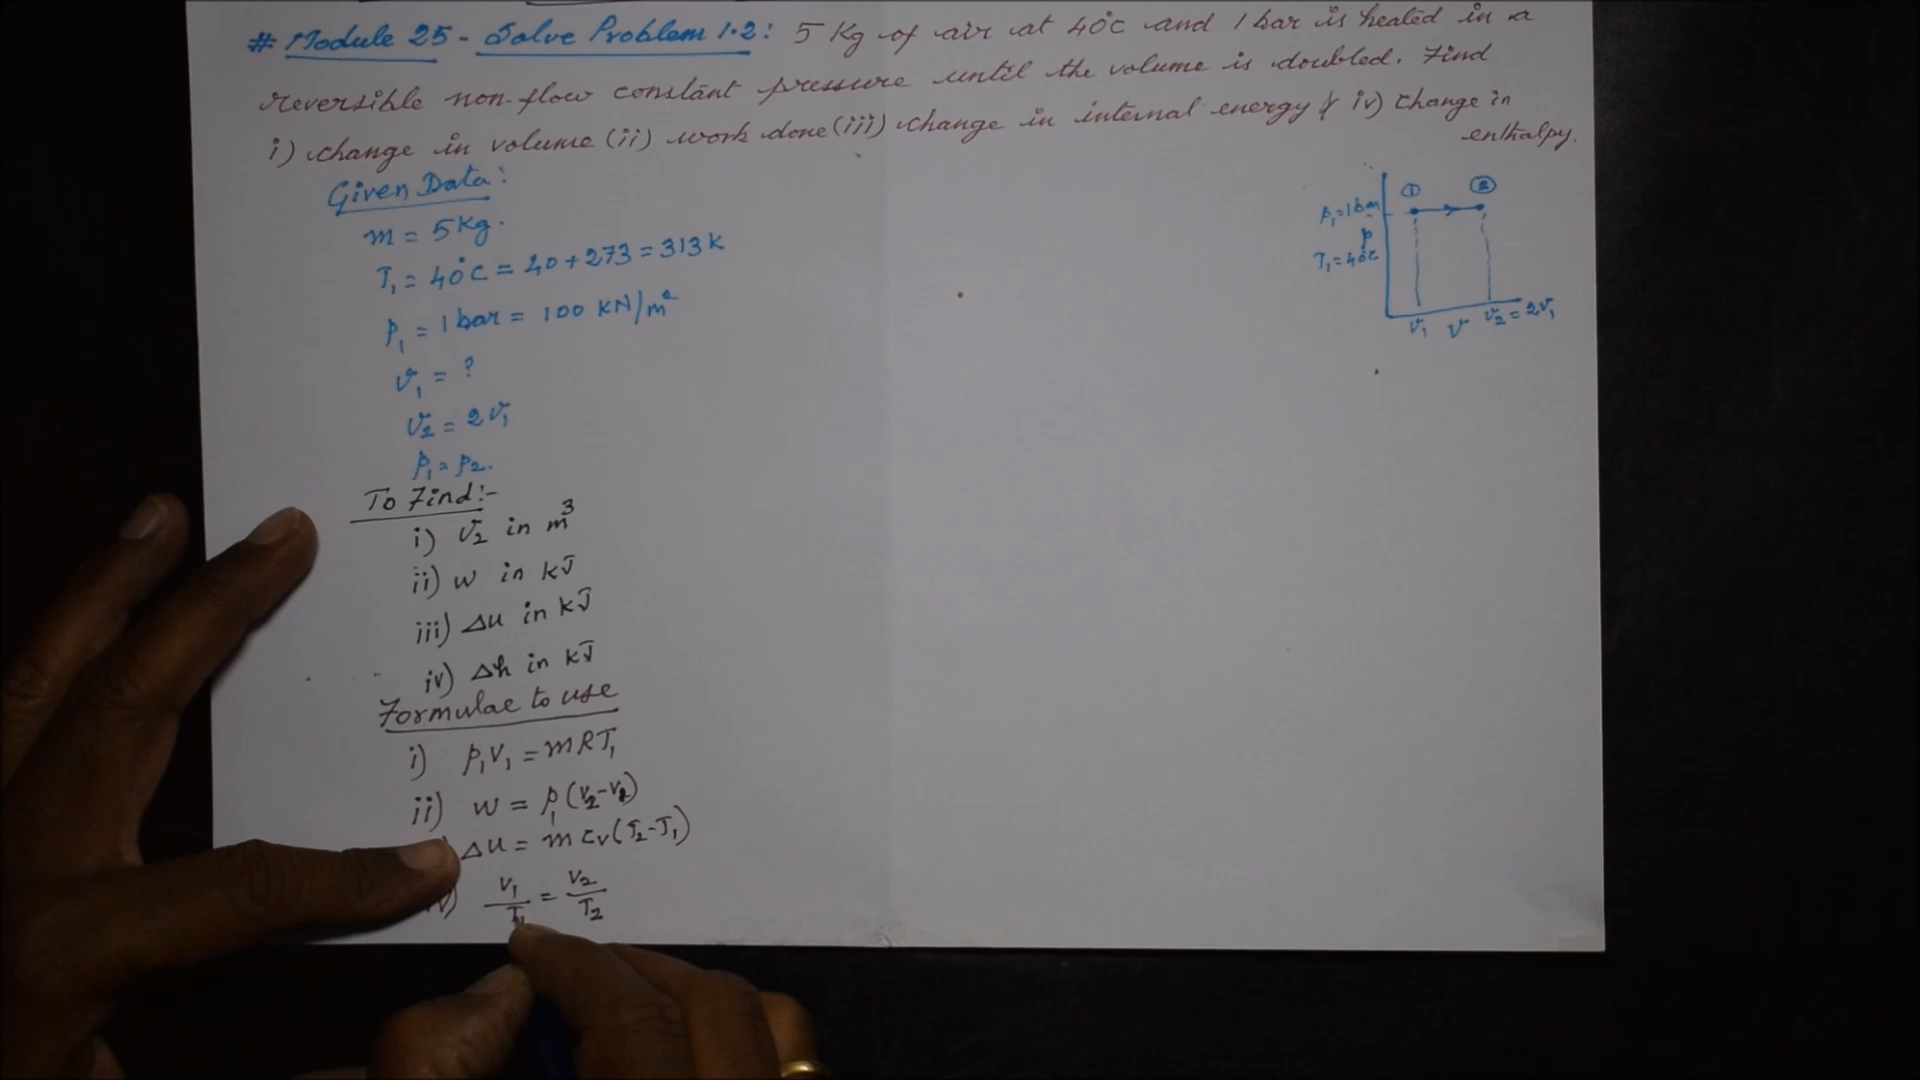 # Module 25 - Solve Problem 1.2: 5 Kg of air at 40°C and 1 bar is heated in a
reversible non-flow constant pressure until the volume is doubled. Find
i) change in volume (ii) work done (iii) change in internal energy & iv) change in
enthalpy.
Given Data:
m = 5 Kg.
T₁ = 40°C = 40 + 273 = 313 K
P₁ = 1 bar = 100 KN/m²
V₁ = ?
V₂ = 2V₁
P₁ = P₂.
To Find:-
i) V₂ in m³
ii) W in kJ
iii) Δu in kJ
iv) Δh in kJ
Formulae to use
i) P₁V₁ = mRT₁
ii) W = P₁(V₂-V₁)
Δu = m Cv(T₂-T₁)
V₁/T₁ = V₂/T₂
① ②
P₁ = 1 bar
P
T₁ = 40°C
V₁ V V₂ = 2V₁